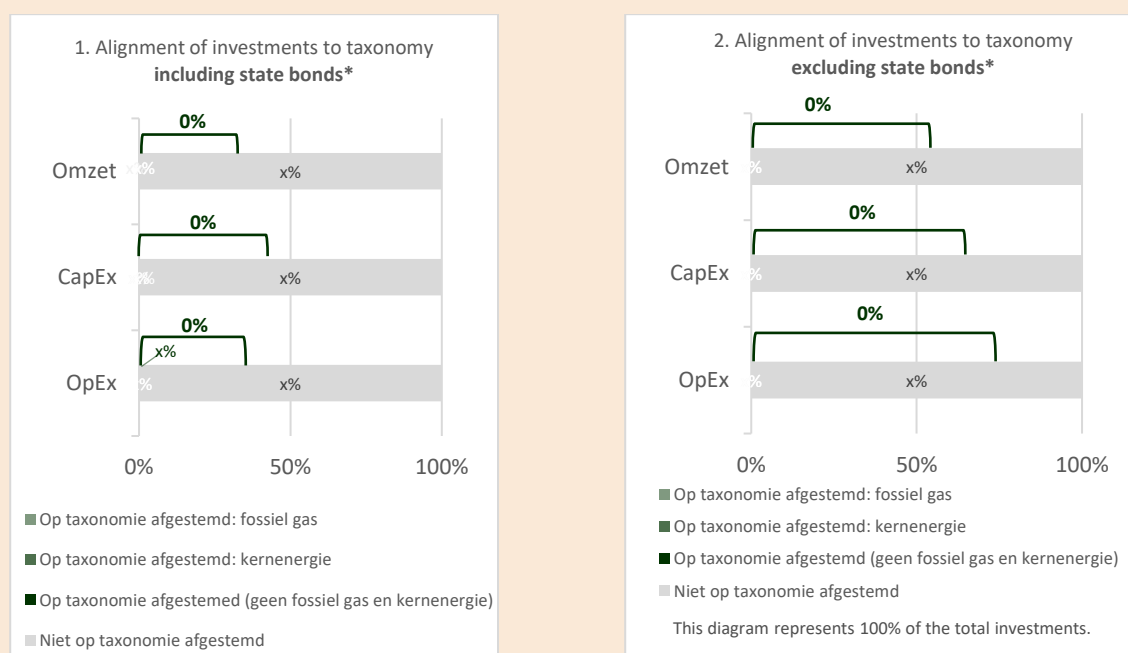 1. Alignment of investments to taxonomy
including state bonds*
0%
Omzet
x%
x%
0%
CapEx
%
x%
0%
x%
OpEx
%
x%
0%
50%
100%
Op taxonomie afgestemd: fossiel gas
Op taxonomie afgestemd: kernenergie
Op taxonomie afgestemed (geen fossiel gas en kernenergie)
Niet op taxonomie afgestemd
2. Alignment of investments to taxonomy
excluding state bonds*
0%
Omzet
%
x%
0%
CapEx
%
x%
0%
OpEx
%
x%
0%
50%
100%
Op taxonomie afgestemd: fossiel gas
Op taxonomie afgestemd: kernenergie
Op taxonomie afgestemd (geen fossiel gas en kernenergie)
Niet op taxonomie afgestemd
This diagram represents 100% of the total investments.